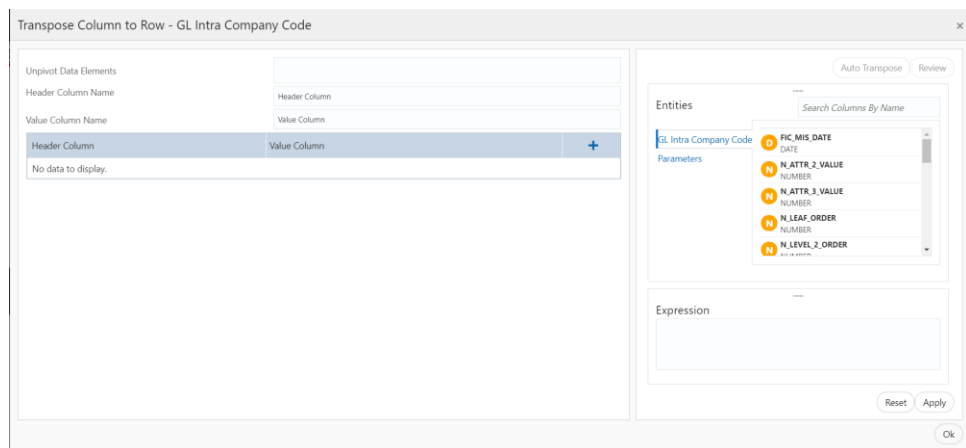 Transpose Column to Row - GL Intra Company Code
×
Unpivot Data Elements
Header Column Name
Header Column
Value Column Name
Value Column
Header Column Value Column +
No data to display.
Auto Transpose Review
Entities
Search Columns By Name
GL Intra Company Code
Parameters
D FIC_MIS_DATE
DATE
N N_ATTR_2_VALUE
NUMBER
N N_ATTR_3_VALUE
NUMBER
N N_LEAF_ORDER
NUMBER
N N_LEVEL_2_ORDER
NUMBER
Expression
Reset Apply
Ok